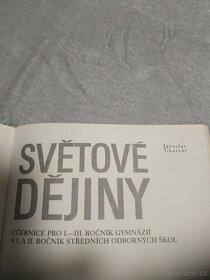 Jaroslav
Charvát
SVĚTOVÉ
DĚJINY
UČEBNICE PRO I.—III. ROČNÍK GYMNÁZIÍ
A I. A II. ROČNÍK STŘEDNÍCH ODBORNÝCH ŠKOL